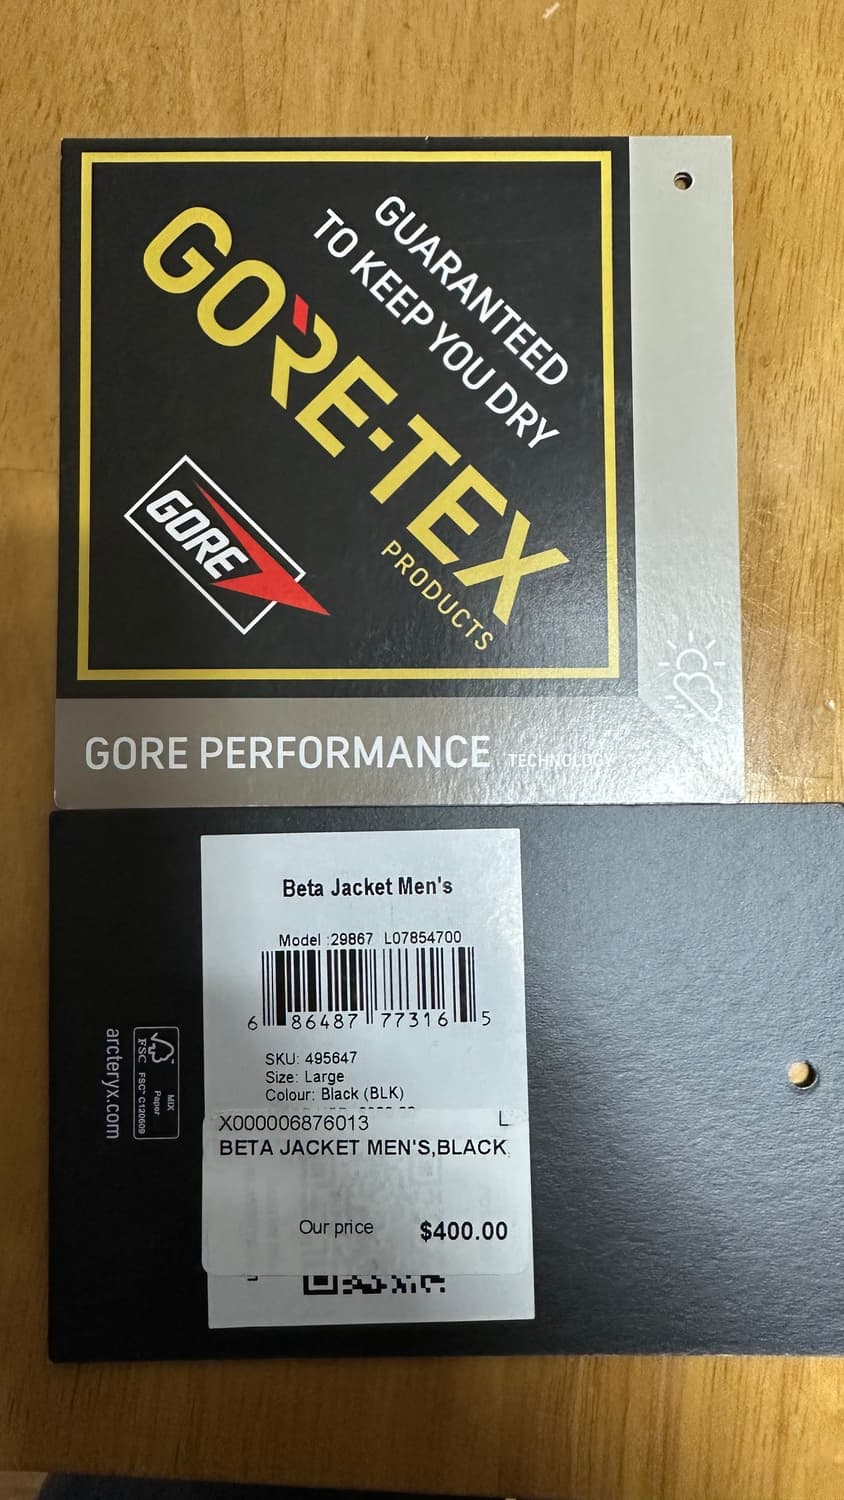 GUARANTEED
TO KEEP YOU DRY
GORE-TEX
PRODUCTS
GORE
GORE PERFORMANCE TECHNOLOGY
Beta Jacket Men's
Model :29867 L07854700
6 86487 77316 5
SKU: 495647
Size: Large
Colour: Black (BLK)
X000006876013 L
BETA JACKET MEN'S,BLACK,
Our price $400.00
arcteryx.com
FSC
MIX
Paper
FSC™ C120609